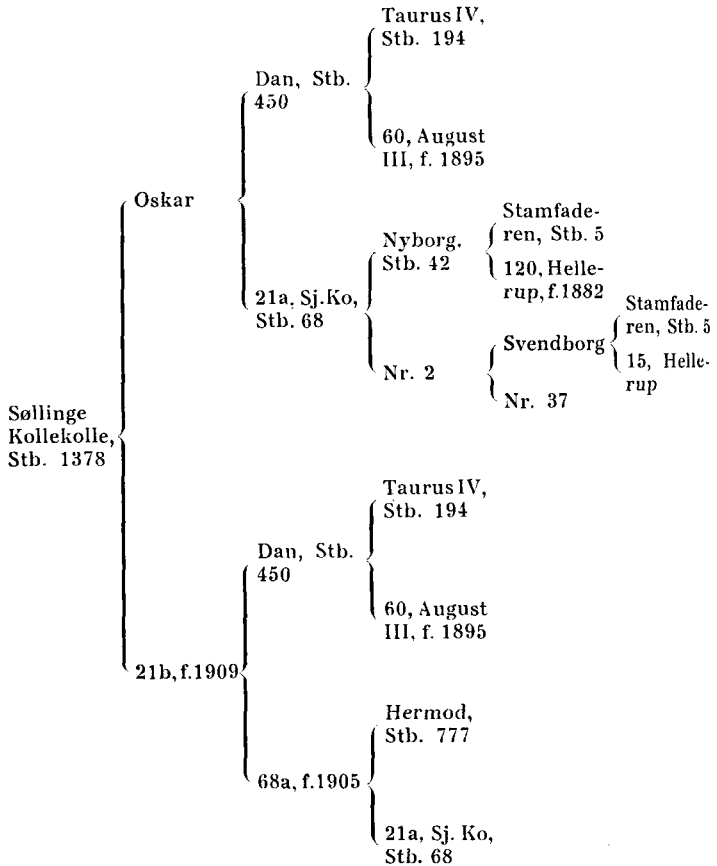 Taurus IV,
Stb. 194
Dan, Stb.
450
60, August
III, f. 1895
Oskar
Nyborg.
Stb. 42
Stamfade-
ren, Stb. 5
120, Helle-
rup, f. 1882
21a, Sj. Ko,
Stb. 68
Nr. 2
Svendborg
Stamfade-
ren, Stb. 5
15, Helle-
rup
Nr. 37
Søllinge
Kollekolle,
Stb. 1378
Taurus IV,
Stb. 194
Dan, Stb.
450
60, August
III, f. 1895
21b, f. 1909
Hermod,
Stb. 777
68a, f. 1905
21a, Sj. Ko,
Stb. 68